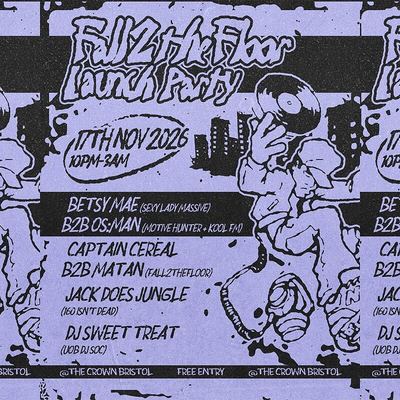 Fall2 the Floor
Launch Party
17TH NOV 2026
10PM-3AM
BETSY MAE (SEXY LADY MASSIVE)
B2B OS:MAN (MOTIVE HUNTER + KOOL FM)
CAPTAIN CEREAL
B2B MATAN (FALL2THEFLOOR)
JACK DOES JUNGLE
(160 ISN'T DEAD)
DJ SWEET TREAT
(UOB DJ SOC)
@THE CROWN BRISTOL FREE ENTRY @THE CROWN BRISTOL